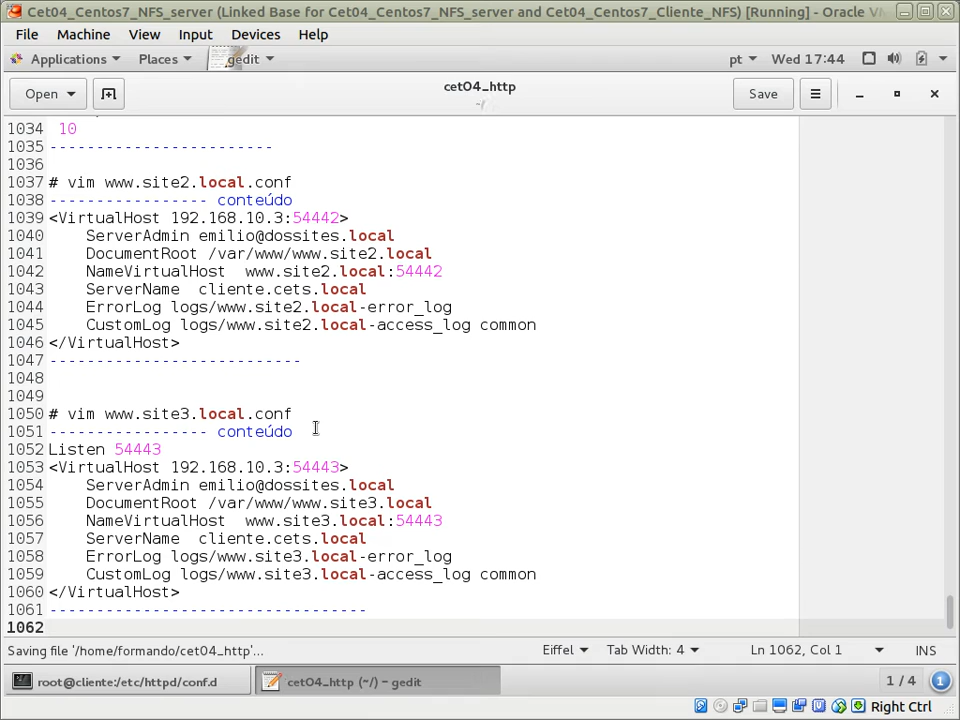 Cet04_Centos7_NFS_server (Linked Base for Cet04_Centos7_NFS_server and Cet04_Centos7_Cliente_NFS) [Running] - Oracle VM
File Machine View Input Devices Help
Applications Places gedit pt Wed 17:44
Open cet04_http Save
~/
1034 10
1035 ------------------------
1036
1037 # vim www.site2.local.conf
1038 ----------------- conteúdo
1039 <VirtualHost 192.168.10.3:54442>
1040     ServerAdmin emilio@dossites.local
1041     DocumentRoot /var/www/www.site2.local
1042     NameVirtualHost  www.site2.local:54442
1043     ServerName  cliente.cets.local
1044     ErrorLog logs/www.site2.local-error_log
1045     CustomLog logs/www.site2.local-access_log common
1046 </VirtualHost>
1047 ---------------------------
1048
1049
1050 # vim www.site3.local.conf
1051 ----------------- conteúdo
1052 Listen 54443
1053 <VirtualHost 192.168.10.3:54443>
1054     ServerAdmin emilio@dossites.local
1055     DocumentRoot /var/www/www.site3.local
1056     NameVirtualHost  www.site3.local:54443
1057     ServerName  cliente.cets.local
1058     ErrorLog logs/www.site3.local-error_log
1059     CustomLog logs/www.site3.local-access_log common
1060 </VirtualHost>
1061 ----------------------------------
1062
Saving file '/home/formando/cet04_http'... Eiffel Tab Width: 4 Ln 1062, Col 1 INS
root@cliente:/etc/httpd/conf.d cet04_http (~/) - gedit 1 / 4 1
Right Ctrl